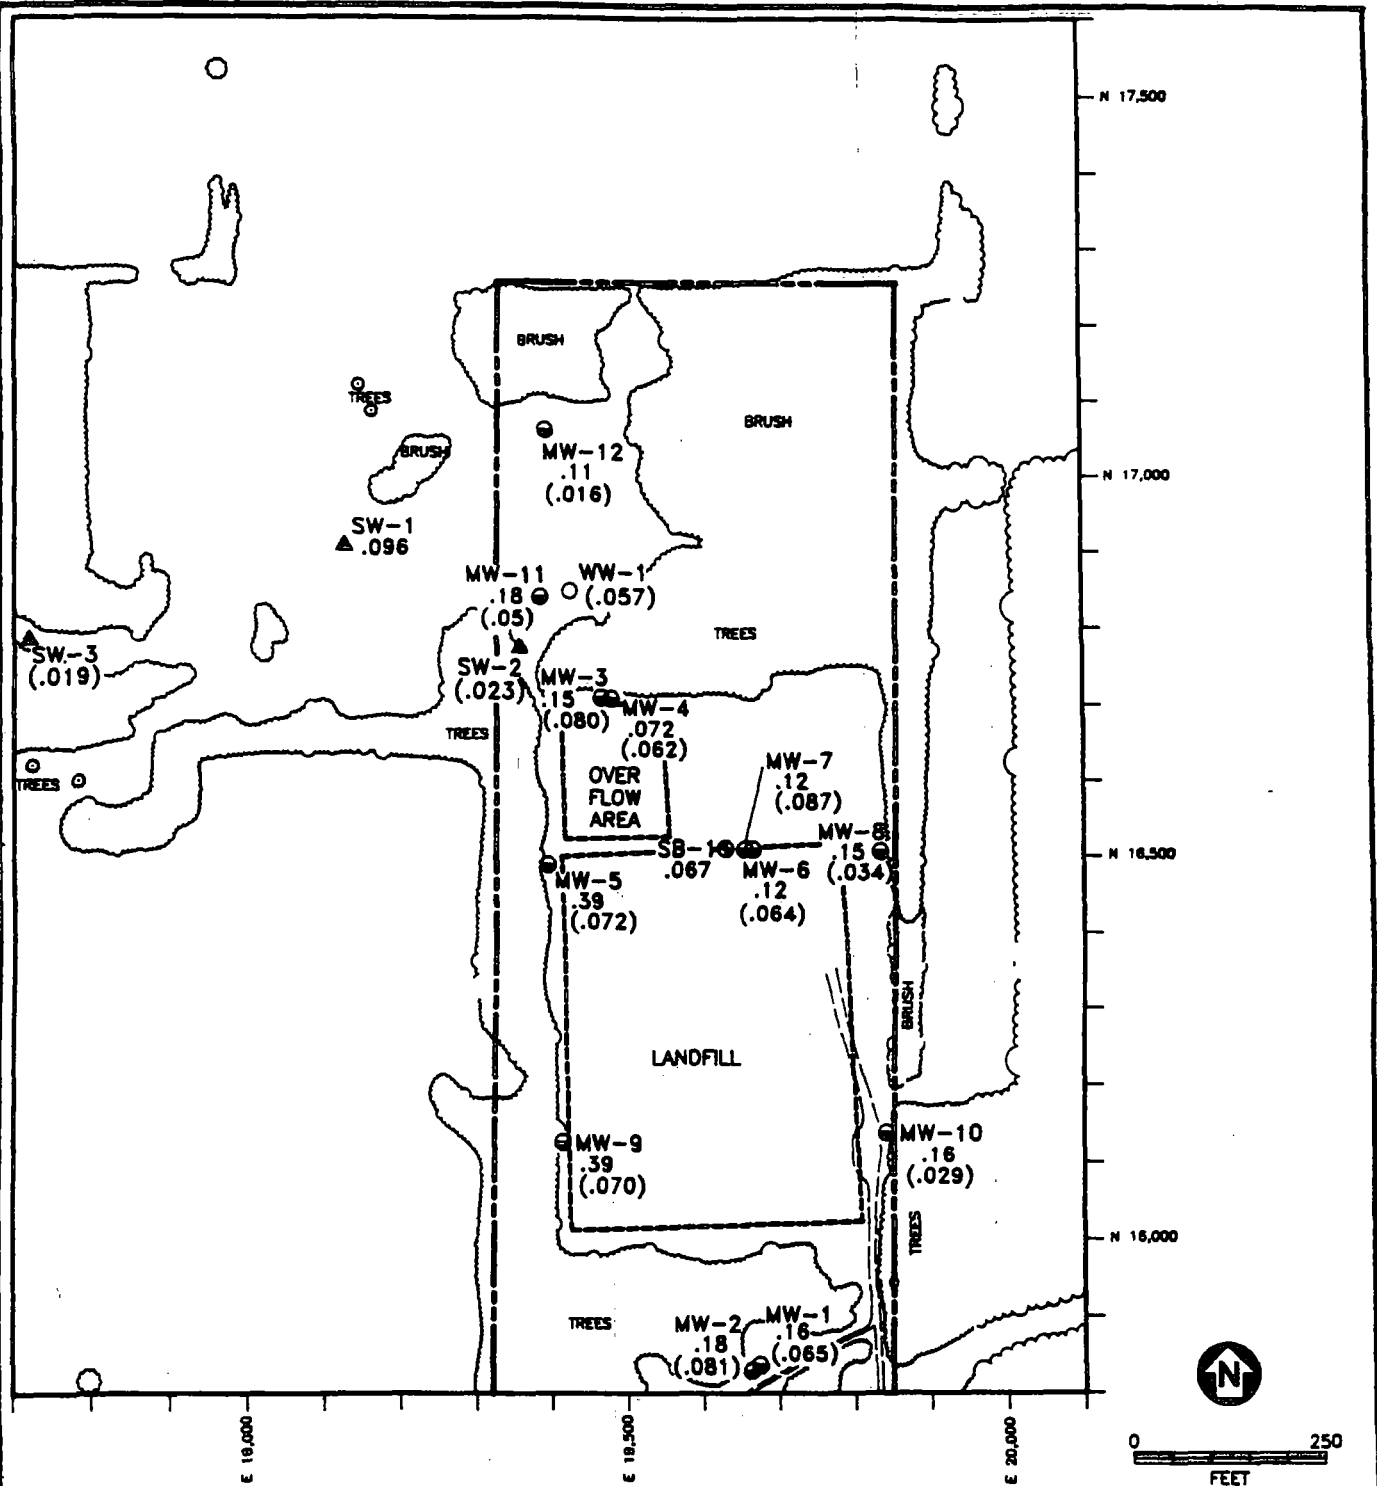 N 17,500
BRUSH
TREES
BRUSH
BRUSH
MW-12
.11
(.016)
N 17,000
SW-1
.096
MW-11
.18
(.05)
WW-1
(.057)
TREES
SW-3
(.019)
SW-2
(.023)
MW-3
.15
(.080)
MW-4
.072
(.062)
TREES
TREES
OVER
FLOW
AREA
MW-7
.12
(.087)
MW-8
.15
(.034)
SB-1
.067
MW-6
.12
(.064)
N 16,500
MW-5
.39
(.072)
BRUSH
LANDFILL
MW-9
.39
(.070)
MW-10
.16
(.029)
TREES
N 16,000
TREES
MW-2
.18
(.081)
MW-1
.16
(.065)
N
E 20,000
0 250
FEET